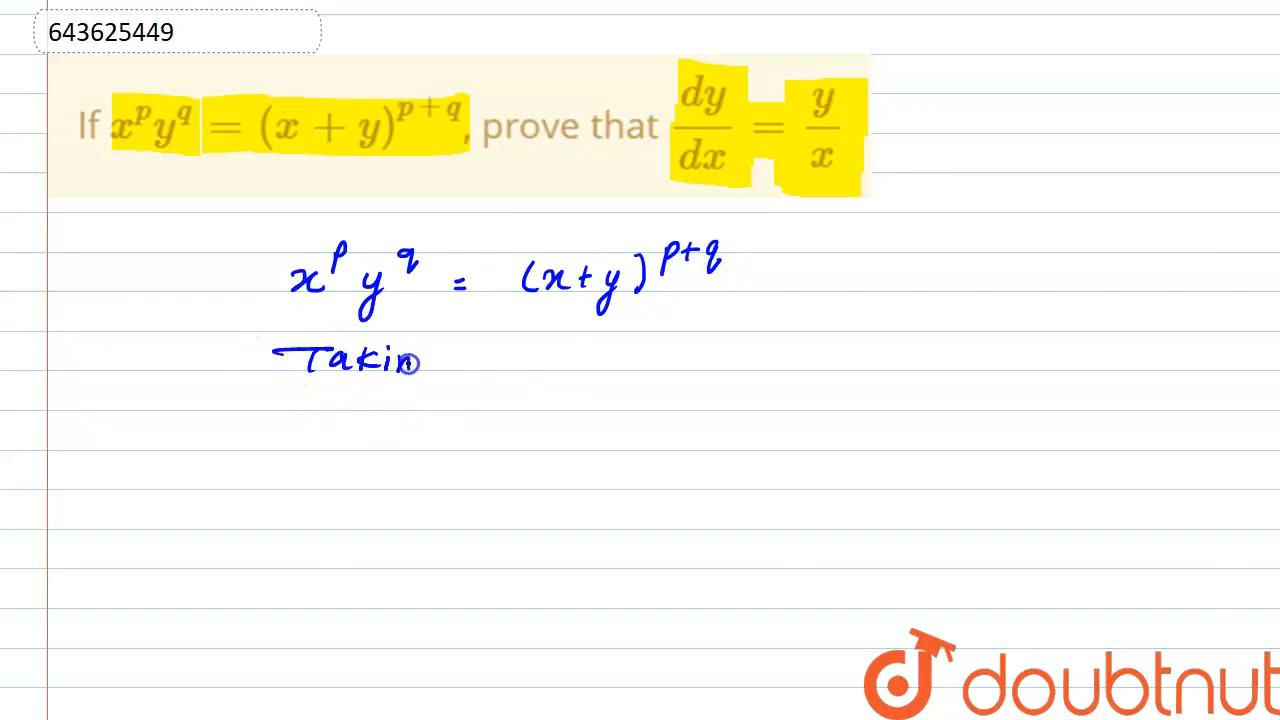 643625449
If x^p y^q = (x + y)^{p+q}, prove that dy/dx = y/x
x^p y^q = (x+y)^{p+q}
Takin
doubtnut